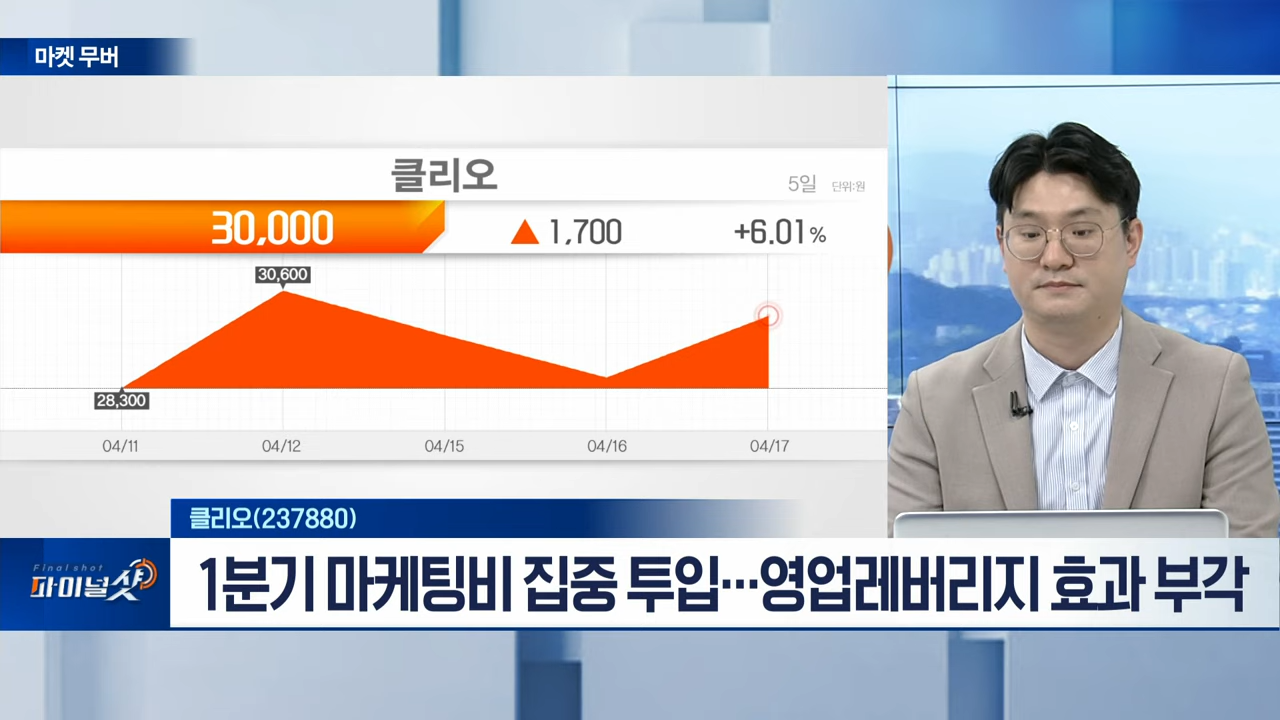 마켓 무버
클리오
5일 단위:원
30,000 ▲ 1,700 +6.01%
30,600
28,300
04/11 04/12 04/15 04/16 04/17
클리오(237880)
Final shot
파이널샷
1분기 마케팅비 집중 투입…영업레버리지 효과 부각